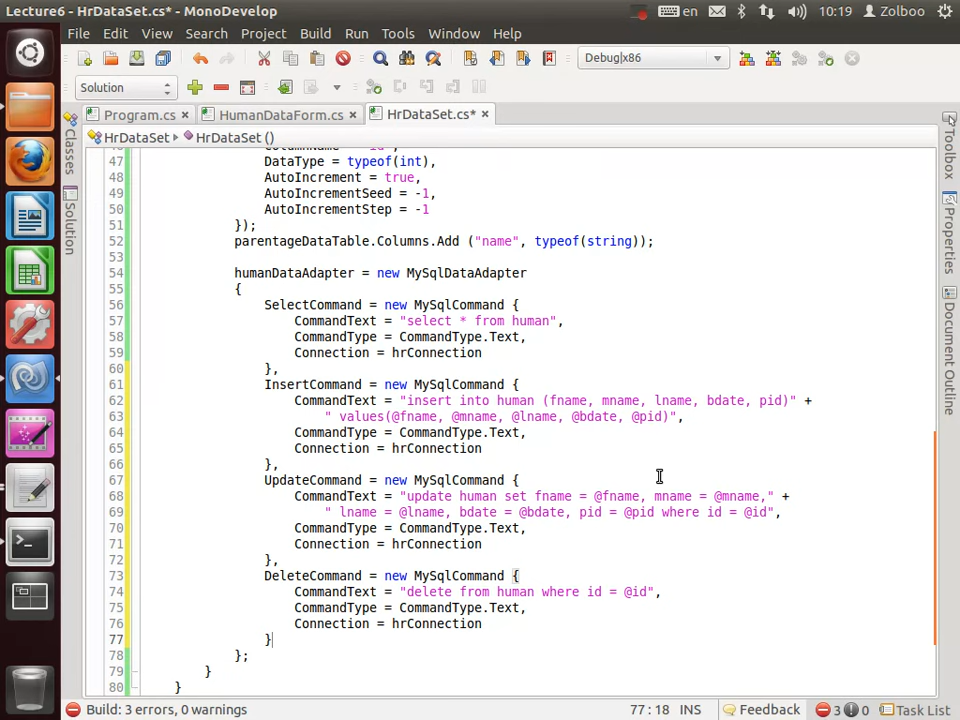 Lecture6 - HrDataSet.cs* - MonoDevelop
en
10:19
Zolboo
File Edit View Search Project Build Run Tools Window Help
Debug|x86
Solution
Program.cs
HumanDataForm.cs
HrDataSet.cs*
HrDataSet
HrDataSet ()
Classes
Solution
Toolbox
Properties
Document Outline
47 DataType = typeof(int),
48 AutoIncrement = true,
49 AutoIncrementSeed = -1,
50 AutoIncrementStep = -1
51 });
52 parentageDataTable.Columns.Add ("name", typeof(string));
53
54 humanDataAdapter = new MySqlDataAdapter
55 {
56 SelectCommand = new MySqlCommand {
57 CommandText = "select * from human",
58 CommandType = CommandType.Text,
59 Connection = hrConnection
60 },
61 InsertCommand = new MySqlCommand {
62 CommandText = "insert into human (fname, mname, lname, bdate, pid)" +
63 " values(@fname, @mname, @lname, @bdate, @pid)",
64 CommandType = CommandType.Text,
65 Connection = hrConnection
66 },
67 UpdateCommand = new MySqlCommand {
68 CommandText = "update human set fname = @fname, mname = @mname," +
69 " lname = @lname, bdate = @bdate, pid = @pid where id = @id",
70 CommandType = CommandType.Text,
71 Connection = hrConnection
72 },
73 DeleteCommand = new MySqlCommand {
74 CommandText = "delete from human where id = @id",
75 CommandType = CommandType.Text,
76 Connection = hrConnection
77 }
78 };
79 }
80 }
Build: 3 errors, 0 warnings
77 : 18 INS
Feedback
3
0
Task List